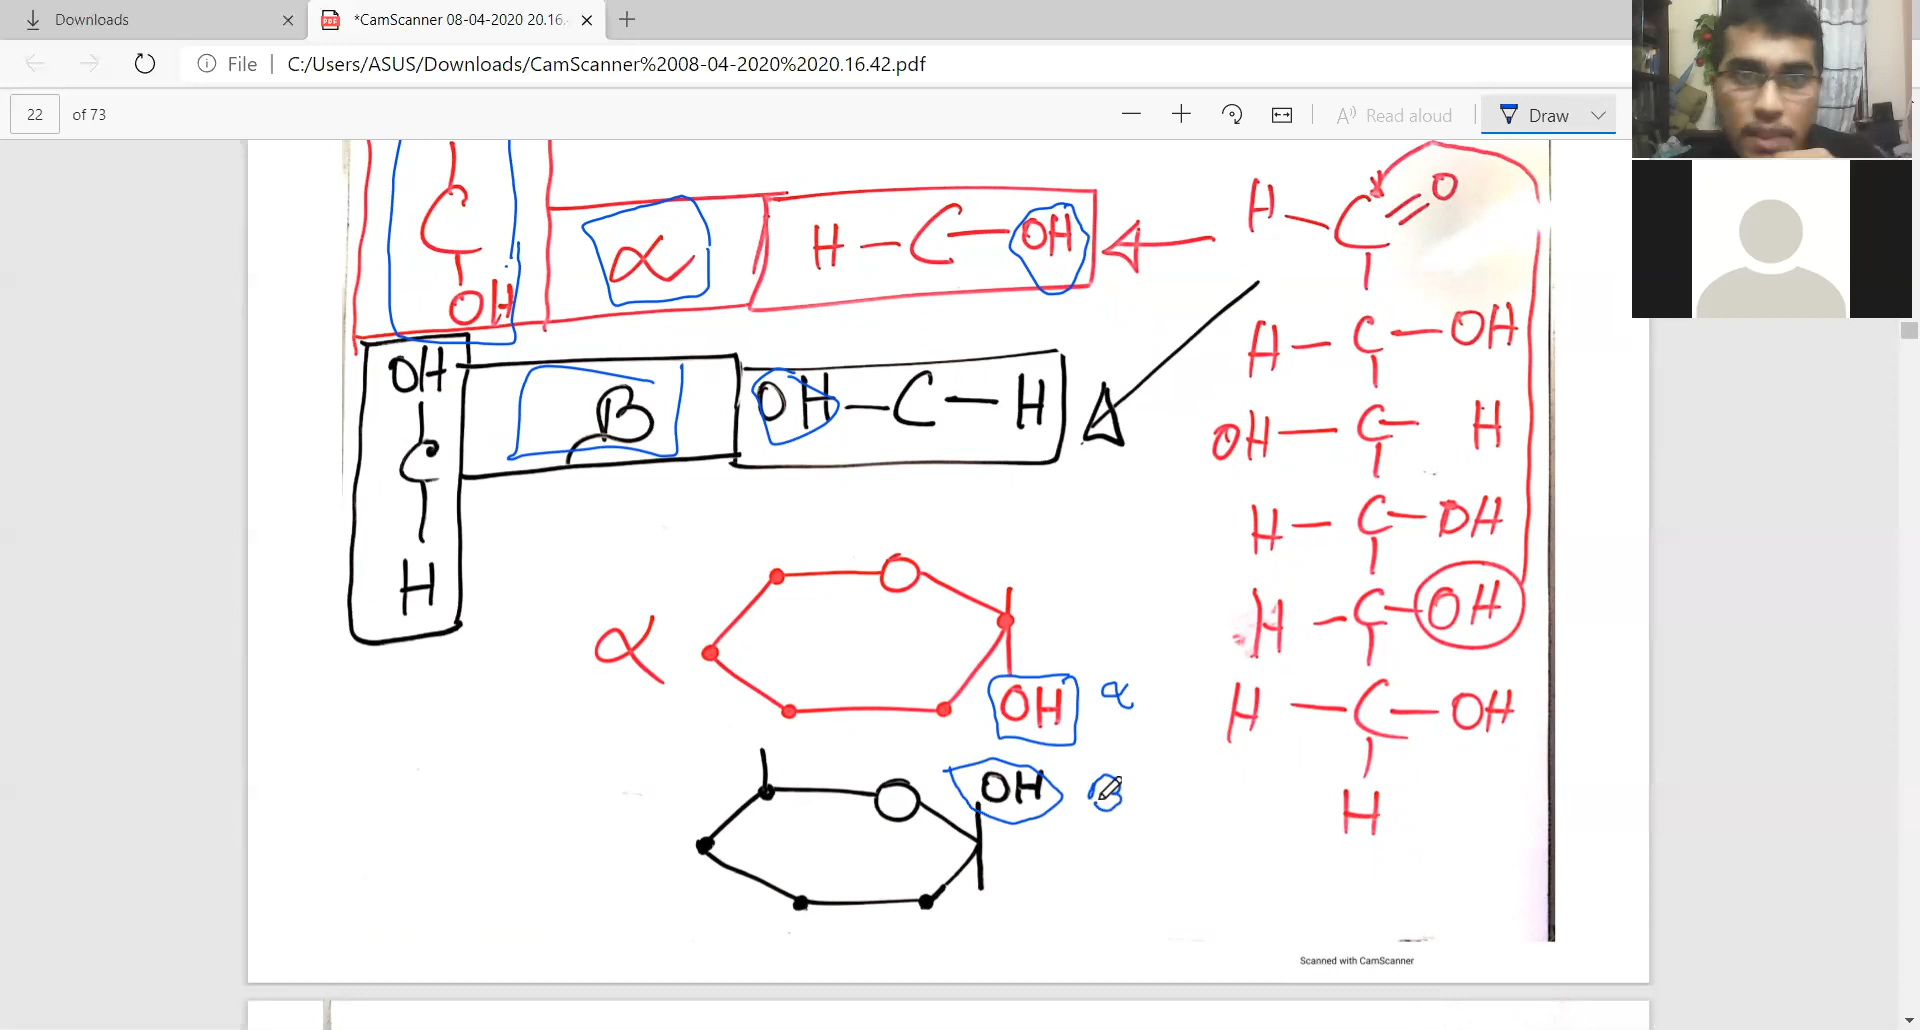 Downloads
*CamScanner 08-04-2020 20.16.
File
C:/Users/ASUS/Downloads/CamScanner%2008-04-2020%2020.16.42.pdf
22 of 73
Read aloud
Draw
C
OH
α
H – C – OH
OH
C
H
β
OH – C – H
H – C = O
H – C – OH
OH – C – H
H – C – OH
H – C – OH
H – C – OH
H
α
OH
α
OH
β
Scanned with CamScanner